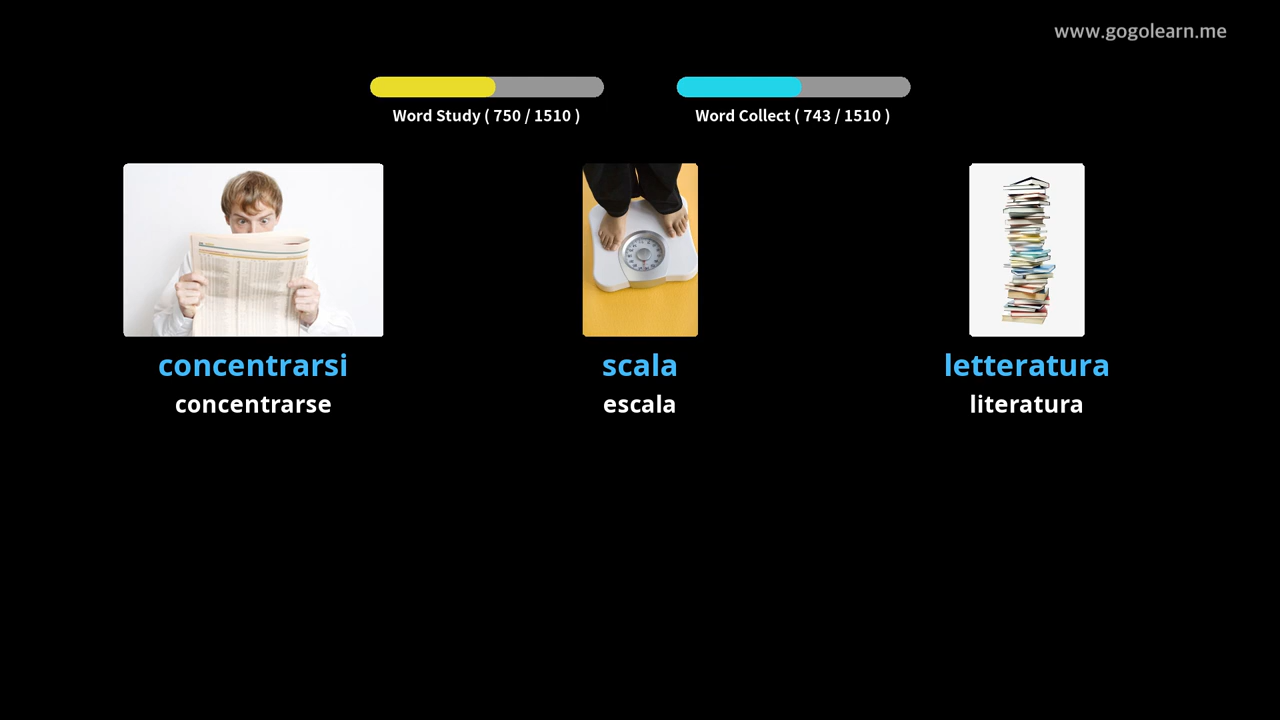 www.gogolearn.me
Word Study ( 750 / 1510 )
Word Collect ( 743 / 1510 )
concentrarsi
scala
letteratura
concentrarse
escala
literatura